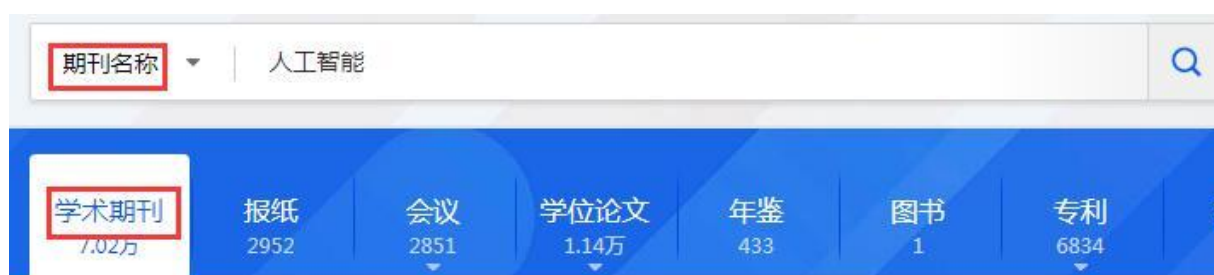 期刊名称 人工智能
学术期刊 报纸 会议 学位论文 年鉴 图书 专利
7.02万 2952 2851 1.14万 433 1 6834